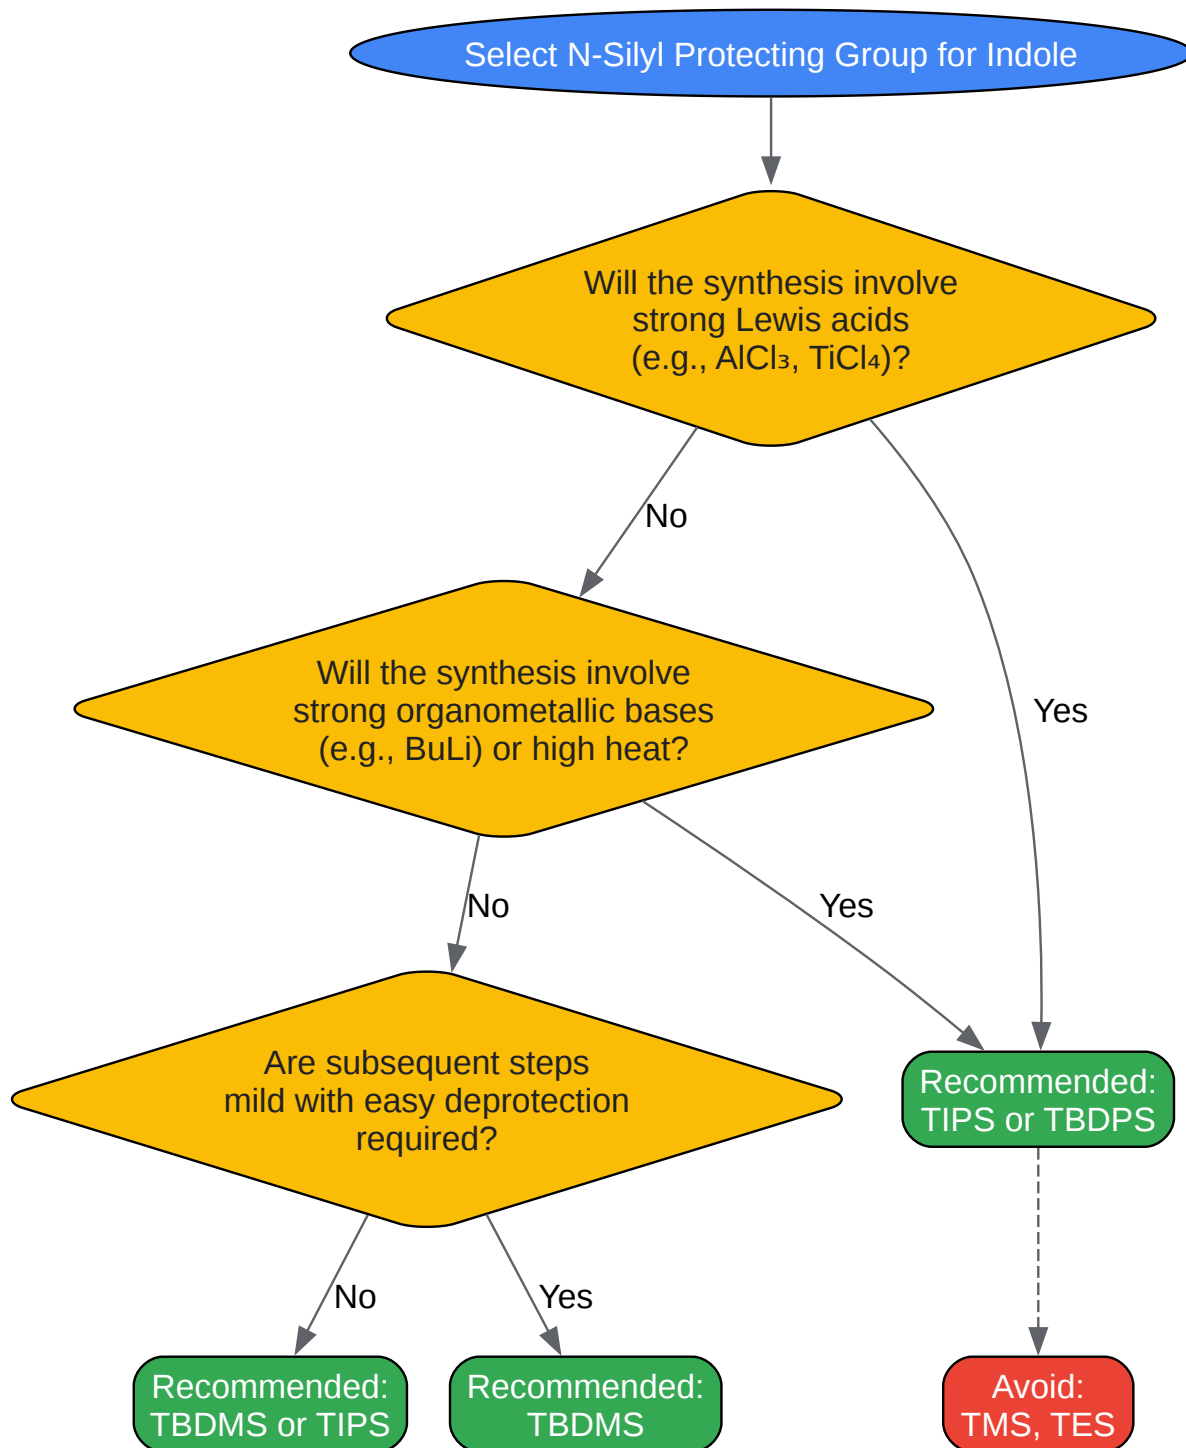 Select N-Silyl Protecting Group for Indole
Will the synthesis involve
strong Lewis acids
(e.g., AlCl₃, TiCl₄)?
No
Yes
Will the synthesis involve
strong organometallic bases
(e.g., BuLi) or high heat?
No
Yes
Are subsequent steps
mild with easy deprotection
required?
No
Yes
Recommended:
TIPS or TBDPS
Recommended:
TBDMS or TIPS
Recommended:
TBDMS
Avoid:
TMS, TES